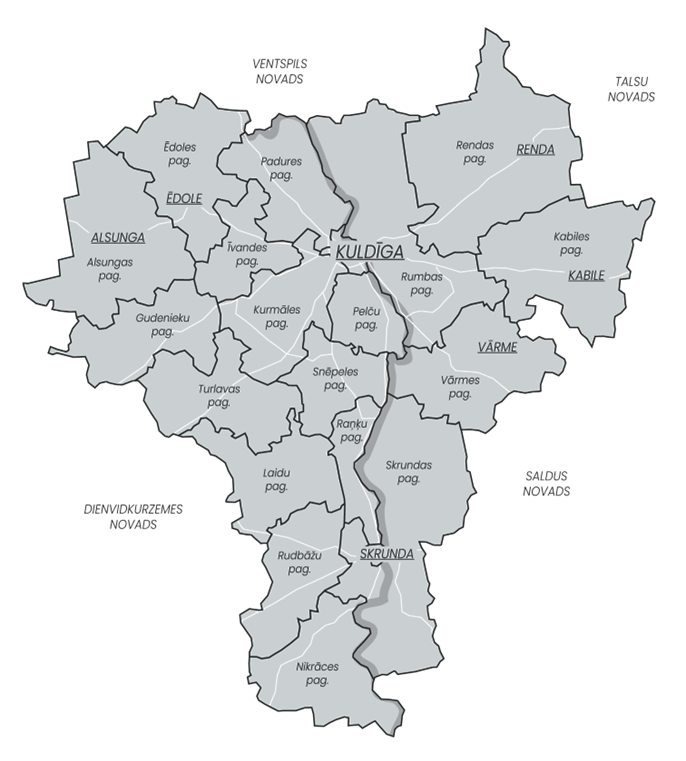 VENTSPILS
NOVADS
TALSU
NOVADS
Ēdoles
pag.
Rendas
pag.
RENDA
Padures
pag.
ĒDOLE
ALSUNGA
Alsungas
pag.
Īvandes
pag.
KULDĪGA
Kabiles
pag.
KABILE
Rumbas
pag.
Gudenieku
pag.
Kurmāles
pag.
Pelču
pag.
VĀRME
Vārmes
pag.
Snēpeles
pag.
Turlavas
pag.
Raņķu
pag.
Laidu
pag.
Skrundas
pag.
SALDUS
NOVADS
DIENVIDKURZEMES
NOVADS
Rudbāžu
pag.
SKRUNDA
Nīkrāces
pag.